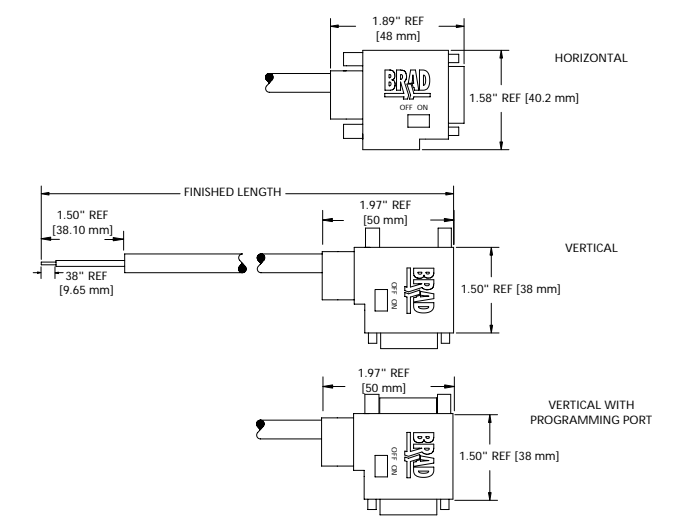 1.89" REF
[48 mm]
HORIZONTAL
BRAD
OFF ON
1.58" REF [40.2 mm]
FINISHED LENGTH
1.50" REF
[38.10 mm]
1.97" REF
[50 mm]
VERTICAL
38" REF
[9.65 mm]
BRAD
OFF ON
1.50" REF [38 mm]
1.97" REF
[50 mm]
VERTICAL WITH
PROGRAMMING PORT
BRAD
OFF ON
1.50" REF [38 mm]